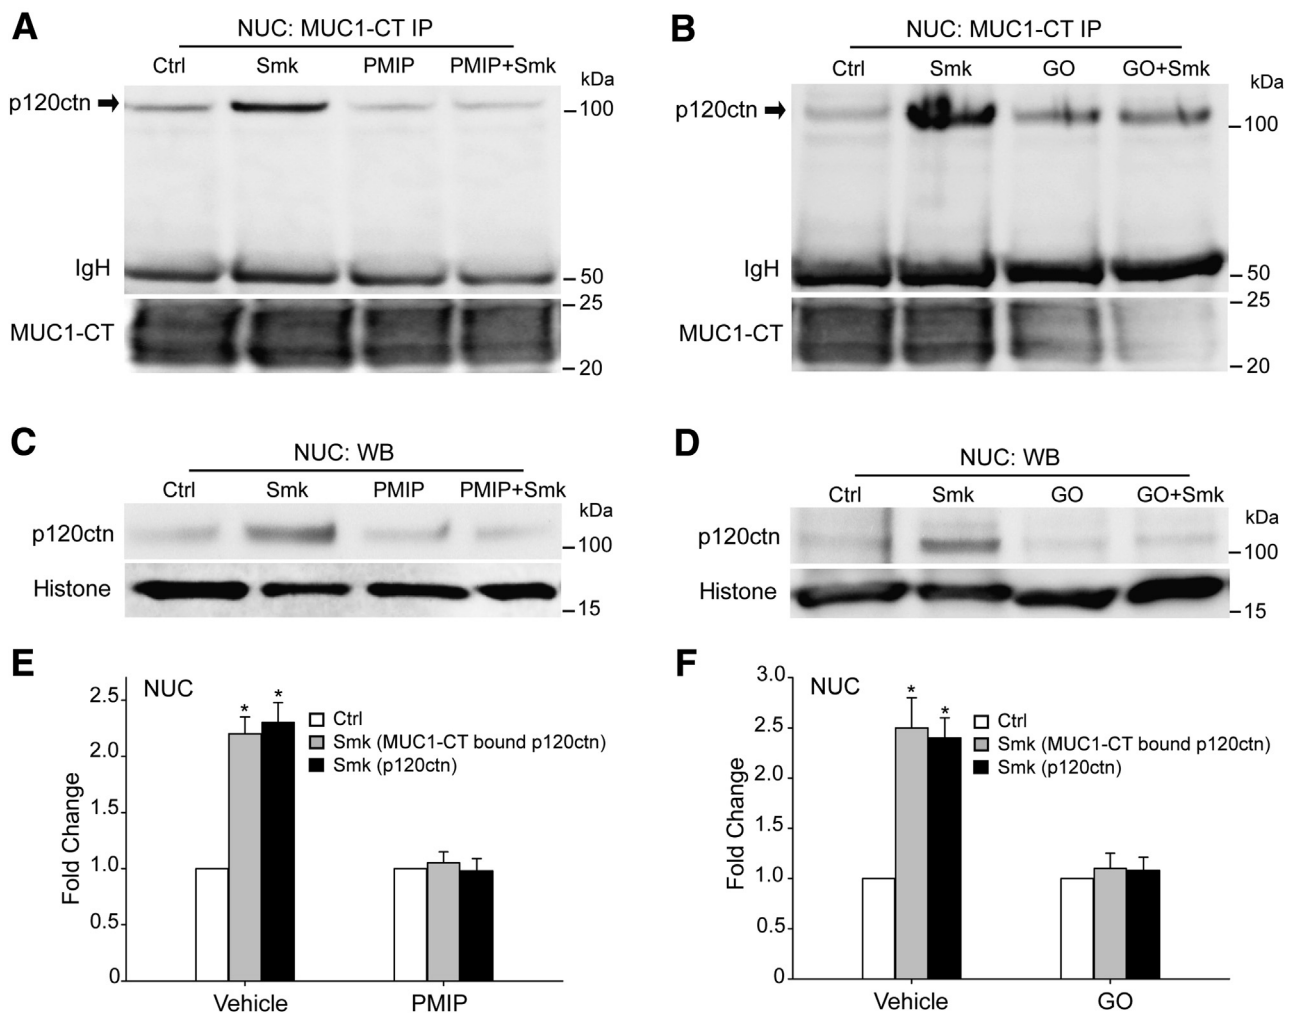 A
NUC: MUC1-CT IP
Ctrl Smk PMIP PMIP+Smk
kDa
p120ctn
100
IgH
50
25
MUC1-CT
20
B
NUC: MUC1-CT IP
Ctrl Smk GO GO+Smk
kDa
p120ctn
100
IgH
50
25
MUC1-CT
20
C
NUC: WB
Ctrl Smk PMIP PMIP+Smk
kDa
p120ctn
100
Histone
15
D
NUC: WB
Ctrl Smk GO GO+Smk
kDa
p120ctn
100
Histone
15
E
NUC
Fold Change
2.5
2.0
1.5
1.0
0.5
0
* *
Ctrl
Smk (MUC1-CT bound p120ctn)
Smk (p120ctn)
Vehicle PMIP
F
NUC
Fold Change
3.0
2.5
2.0
1.5
1.0
0.5
0
* *
Ctrl
Smk (MUC1-CT bound p120ctn)
Smk (p120ctn)
Vehicle GO